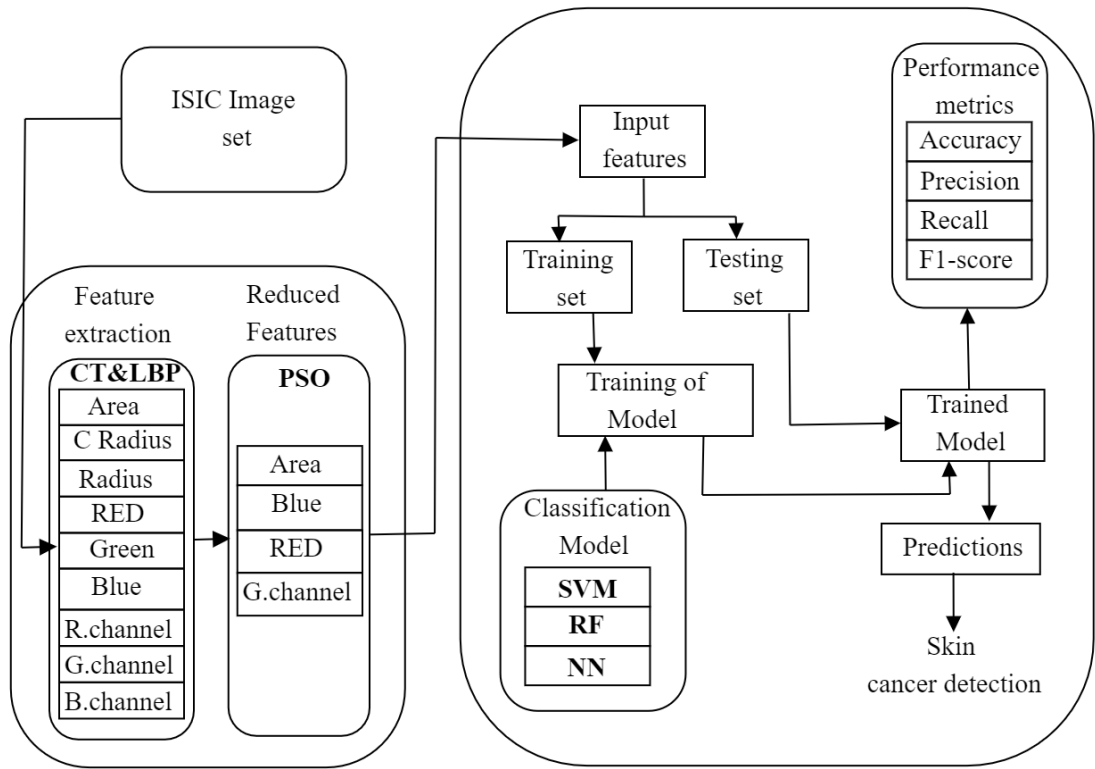 ISIC Image
set
Feature
extraction
CT&LBP
Area
C Radius
Radius
RED
Green
Blue
R.channel
G.channel
B.channel
Reduced
Features
PSO
Area
Blue
RED
G.channel
Input
features
Training
set
Testing
set
Training of
Model
Classification
Model
SVM
RF
NN
Performance
metrics
Accuracy
Precision
Recall
F1-score
Trained
Model
Predictions
Skin
cancer detection